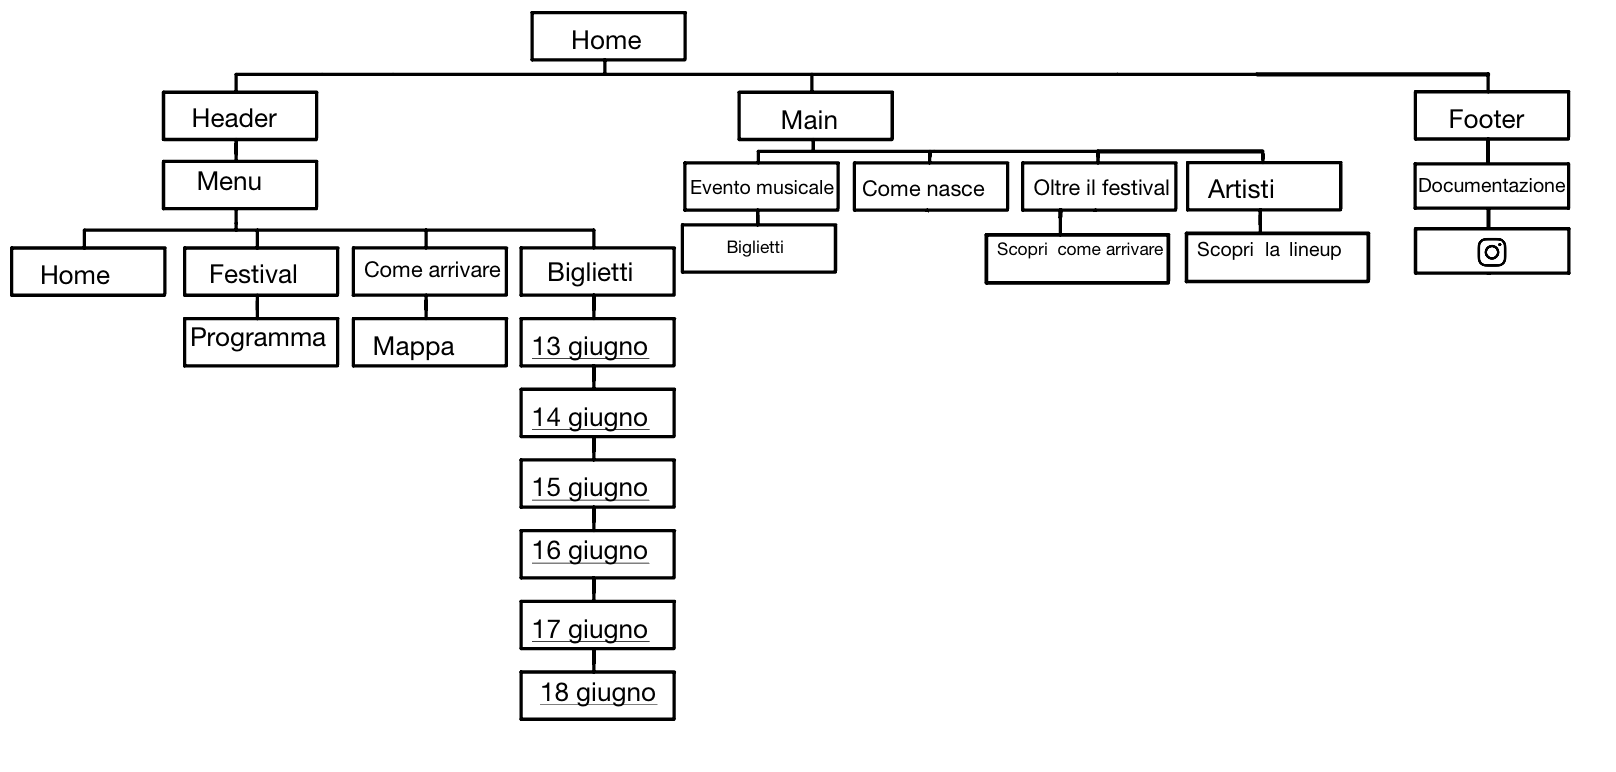 Home
Header
Main
Footer
Menu
Evento musicale
Come nasce
Oltre il festival
Artisti
Documentazione
Biglietti
Scopri come arrivare
Scopri la lineup
Home
Festival
Come arrivare
Biglietti
Programma
Mappa
13 giugno
14 giugno
15 giugno
16 giugno
17 giugno
18 giugno